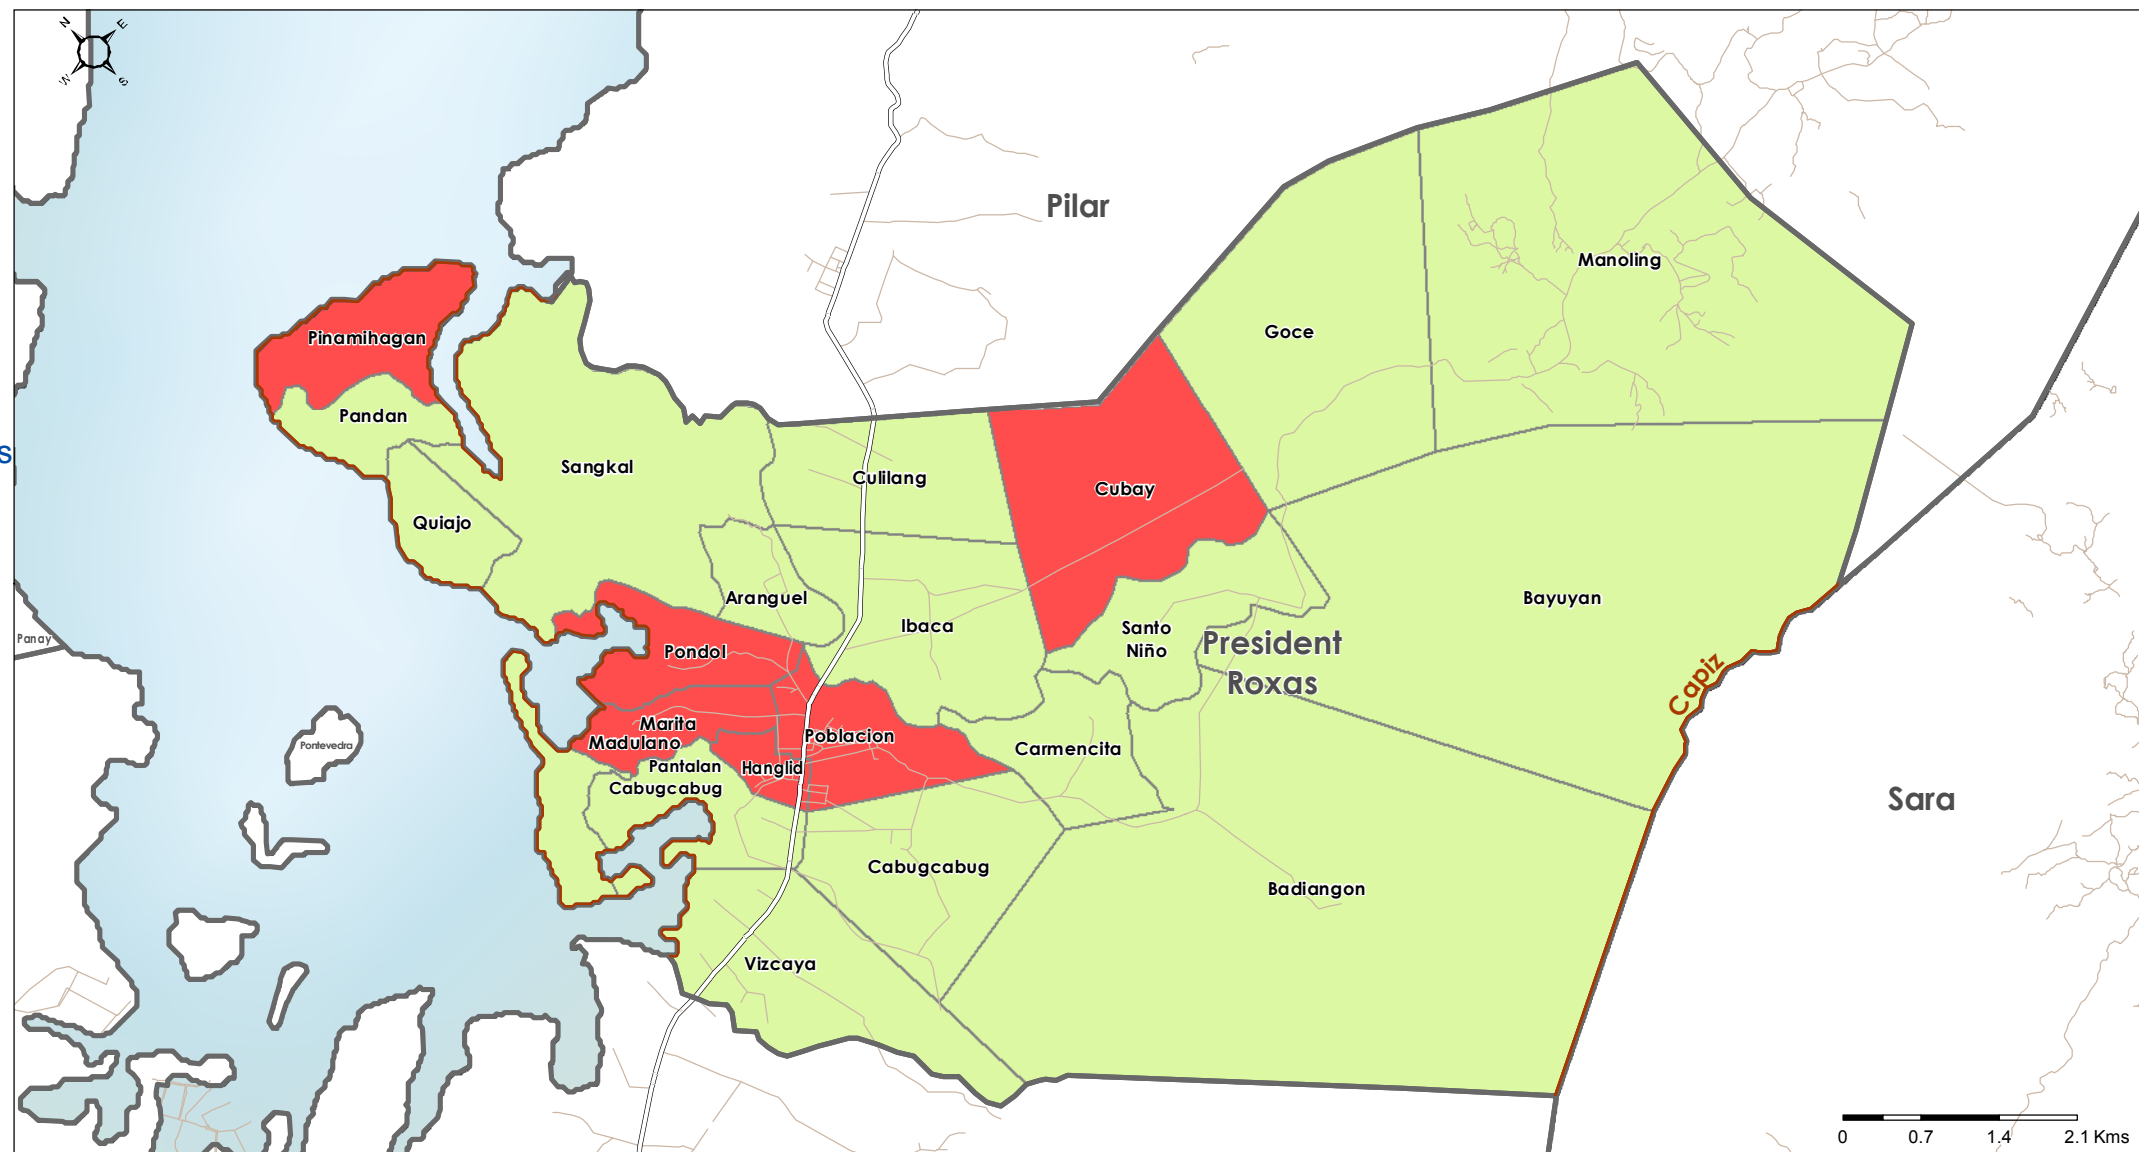 N
E
W
S
Pilar
Manoling
Goce
Pinamihagan
Pandan
s
Sangkal
Culilang
Cubay
Quiajo
Aranguel
Ibaca
Bayuyan
Santo
Niño
Panay
Pondol
President
Roxas
Capiz
Marita
Madulano
Poblacion
Pontevedra
Carmencita
Pantalan
Cabugcabug
Hanglid
Sara
Cabugcabug
Badiangon
Vizcaya
0 0.7 1.4 2.1 Kms